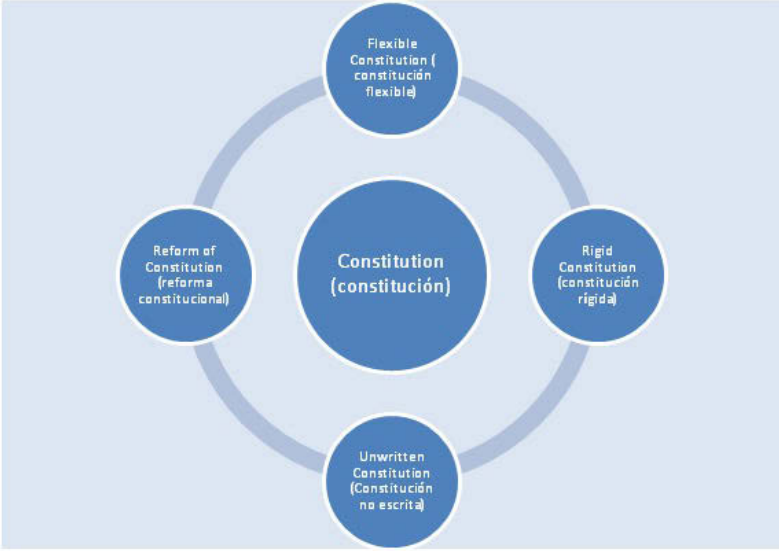 Flexible
Constitution (
constitución
flexible)
Reform of
Constitution
(reforma
constitucional)
Constitution
(constitución)
Rigid
Constitution
(constitución
rígida)
Unwritten
Constitution
(Constitución
no escrita)